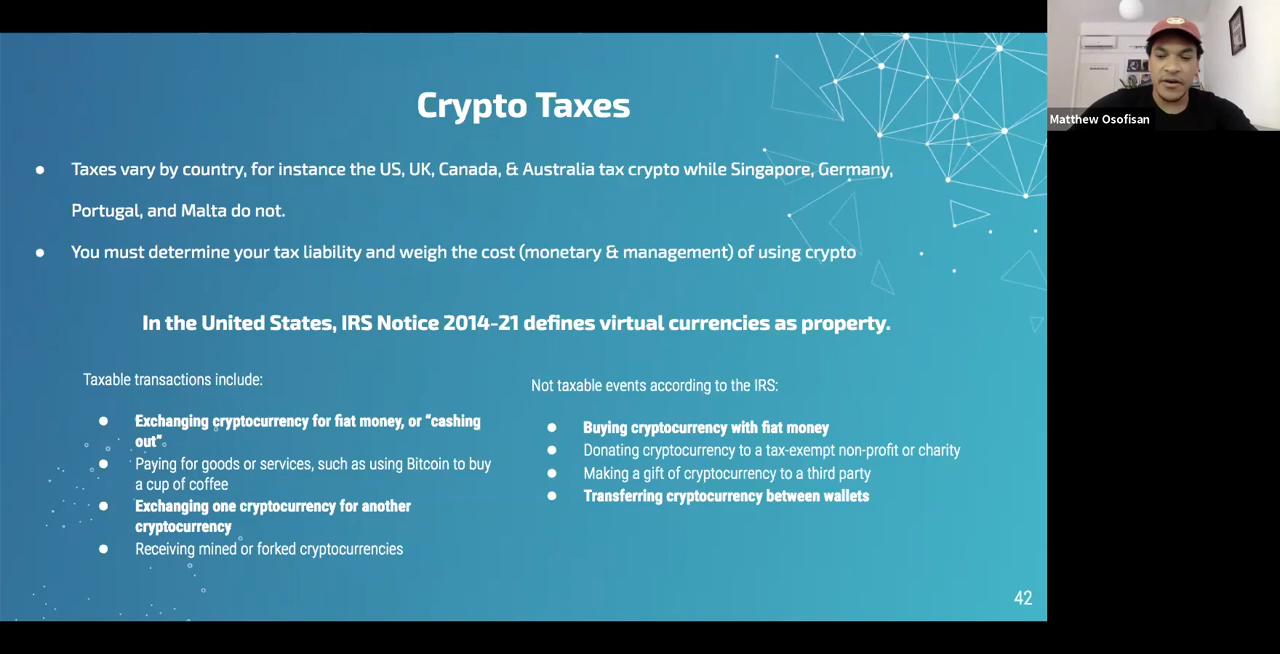 Crypto Taxes
Matthew Osofisan
● Taxes vary by country, for instance the US, UK, Canada, & Australia tax crypto while Singapore, Germany,
Portugal, and Malta do not.
● You must determine your tax liability and weigh the cost (monetary & management) of using crypto
In the United States, IRS Notice 2014-21 defines virtual currencies as property.
Taxable transactions include:
● Exchanging cryptocurrency for fiat money, or “cashing
out”
● Paying for goods or services, such as using Bitcoin to buy
a cup of coffee
● Exchanging one cryptocurrency for another
cryptocurrency
● Receiving mined or forked cryptocurrencies
Not taxable events according to the IRS:
● Buying cryptocurrency with fiat money
● Donating cryptocurrency to a tax-exempt non-profit or charity
● Making a gift of cryptocurrency to a third party
● Transferring cryptocurrency between wallets
42